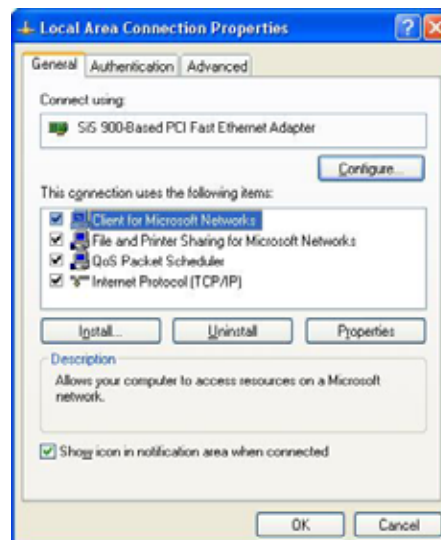 Local Area Connection Properties
General Authentication Advanced
Connect using:
SiS 900-Based PCI Fast Ethernet Adapter
Configure...
This connection uses the following items:
Client for Microsoft Networks
File and Printer Sharing for Microsoft Networks
QoS Packet Scheduler
Internet Protocol (TCP/IP)
Install... Uninstall Properties
Description
Allows your computer to access resources on a Microsoft
network.
Show icon in notification area when connected
OK Cancel